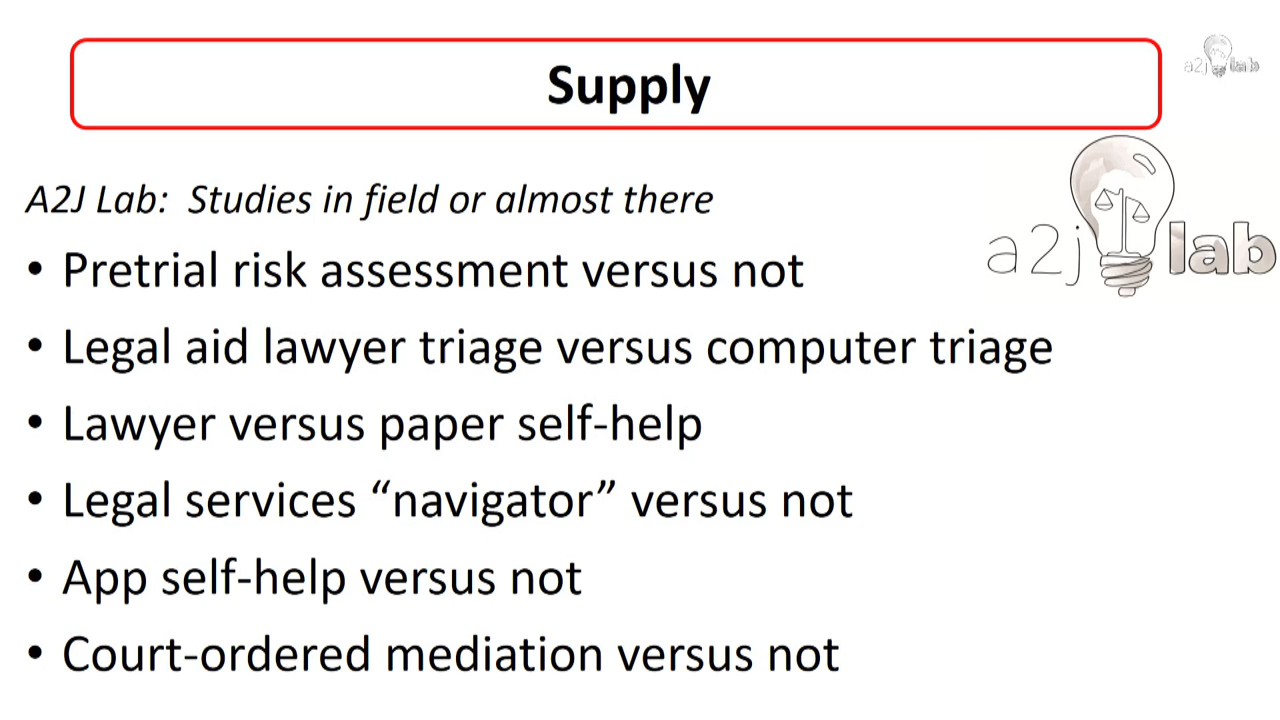 Supply
a2j lab
A2J Lab: Studies in field or almost there
a2j lab
• Pretrial risk assessment versus not
• Legal aid lawyer triage versus computer triage
• Lawyer versus paper self-help
• Legal services “navigator” versus not
• App self-help versus not
• Court-ordered mediation versus not